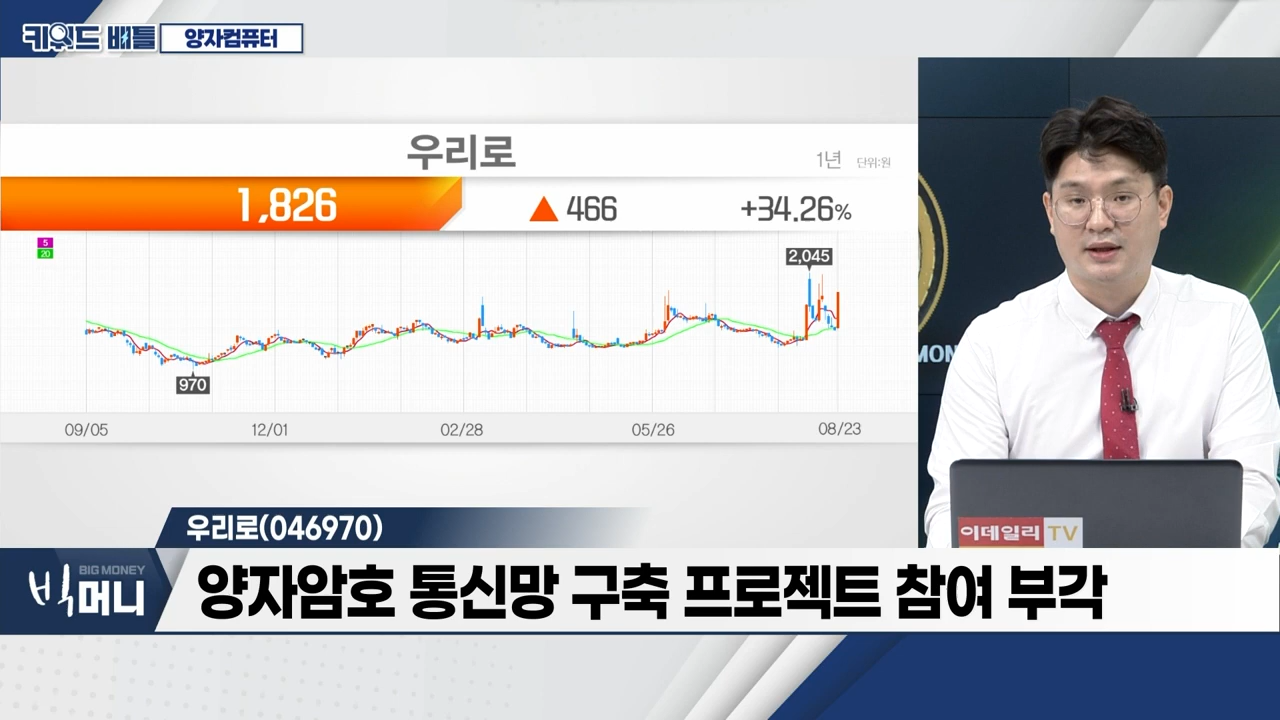 키워드 배틀 양자컴퓨터
우리로
1년 단위:원
1,826 ▲ 466 +34.26%
5
20
2,045
970
09/05 12/01 02/28 05/26 08/23
MON
이데일리 TV
우리로(046970)
BIG MONEY
빅머니
양자암호 통신망 구축 프로젝트 참여 부각